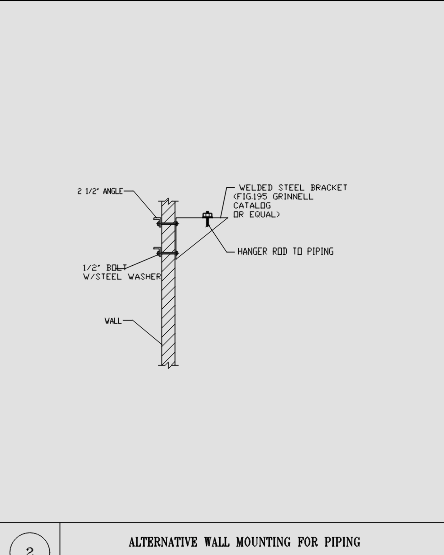 2 1/2" ANGLE
WELDED STEEL BRACKET
(FIG.195 GRINNELL
CATALOG
OR EQUAL)
HANGER ROD TO PIPING
1/2" BOLT
W/STEEL WASHER
WALL
2
ALTERNATIVE WALL MOUNTING FOR PIPING